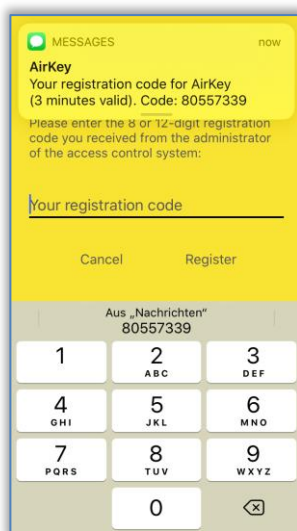 MESSAGES now
AirKey
Your registration code for AirKey
(3 minutes valid). Code: 80557339
Please enter the 8 or 12-digit registration
code you received from the administrator
of the access control system:
Your registration code
Cancel Register
Aus „Nachrichten“
80557339
1 2 3
ABC DEF
4 5 6
GHI JKL MNO
7 8 9
PQRS TUV WXYZ
0